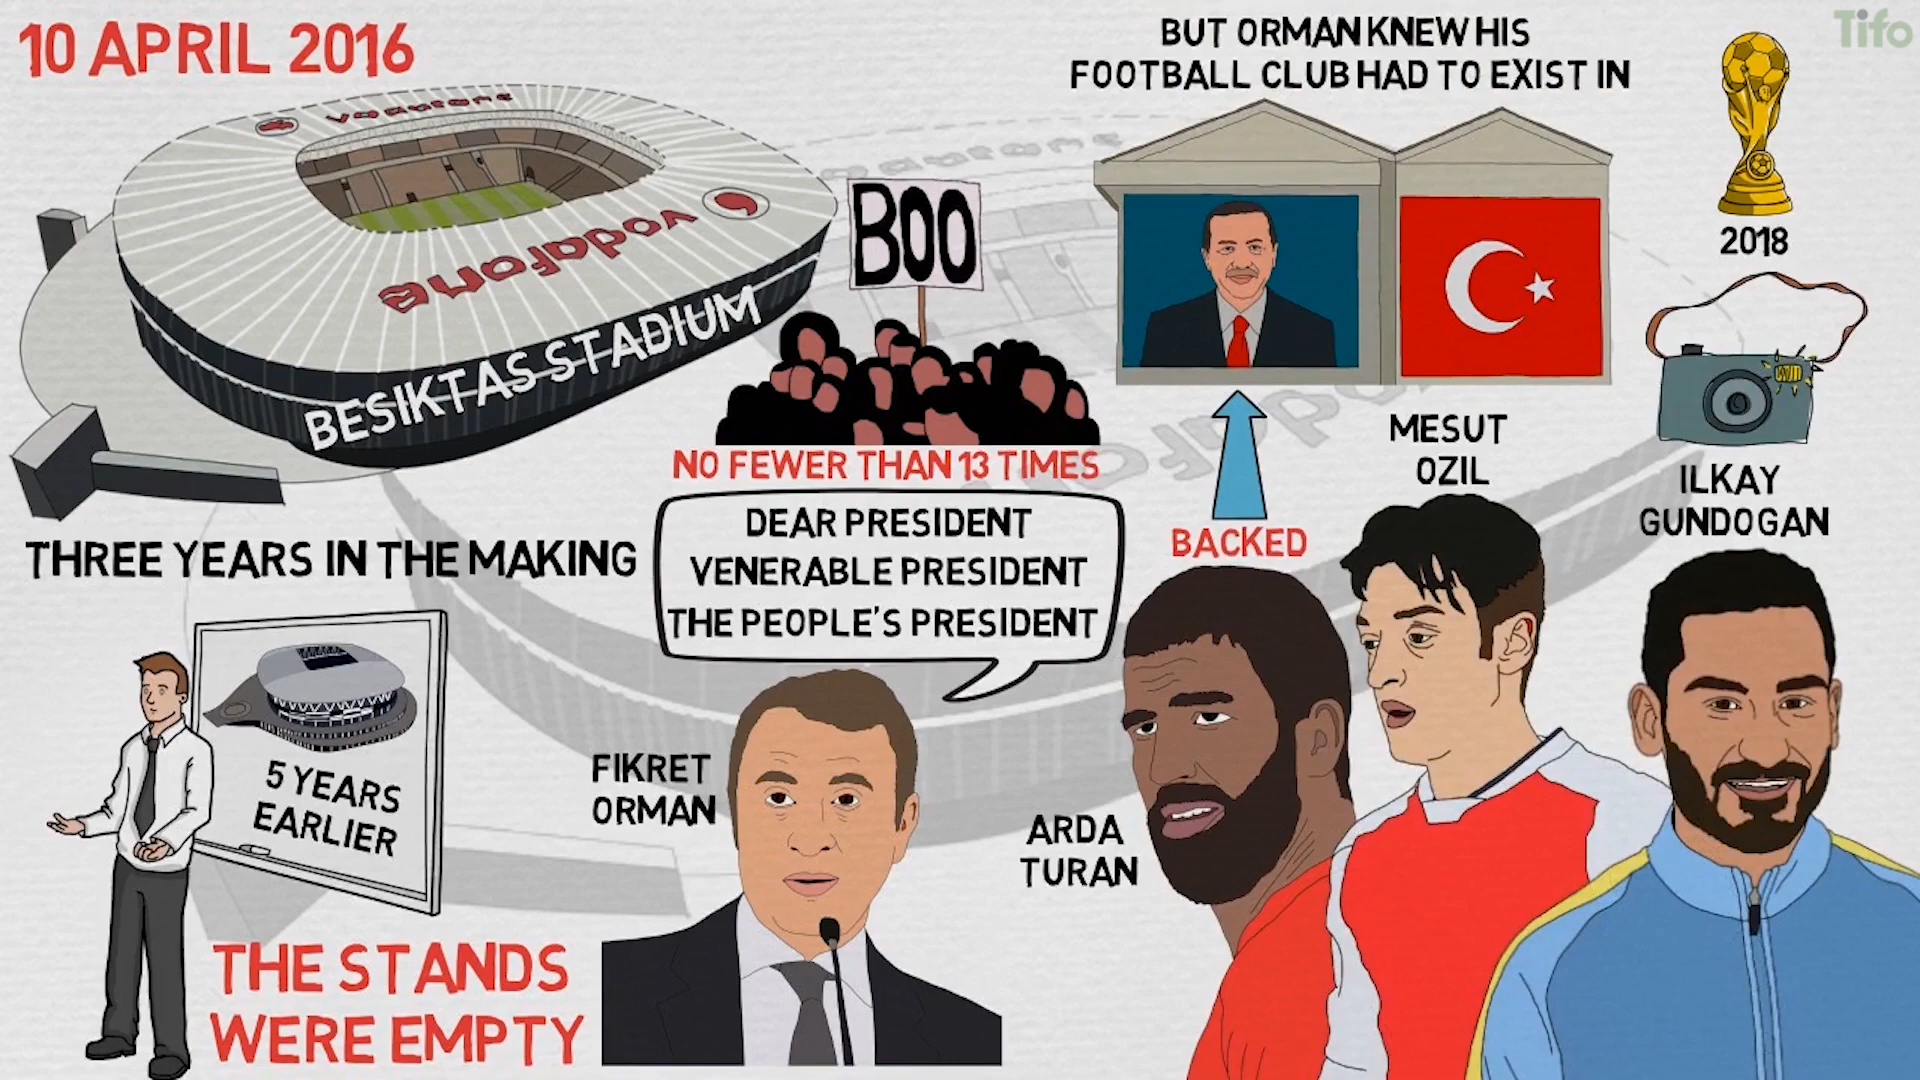 10 APRIL 2016
vodafone
vodafone
BESIKTAS STADIUM
THREE YEARS IN THE MAKING
5 YEARS
EARLIER
THE STANDS
WERE EMPTY
BOO
NO FEWER THAN 13 TIMES
DEAR PRESIDENT
VENERABLE PRESIDENT
THE PEOPLE'S PRESIDENT
FIKRET
ORMAN
BUT ORMAN KNEW HIS
FOOTBALL CLUB HAD TO EXIST IN
BACKED
ARDA
TURAN
MESUT
OZIL
Tifo
2018
ILKAY
GUNDOGAN